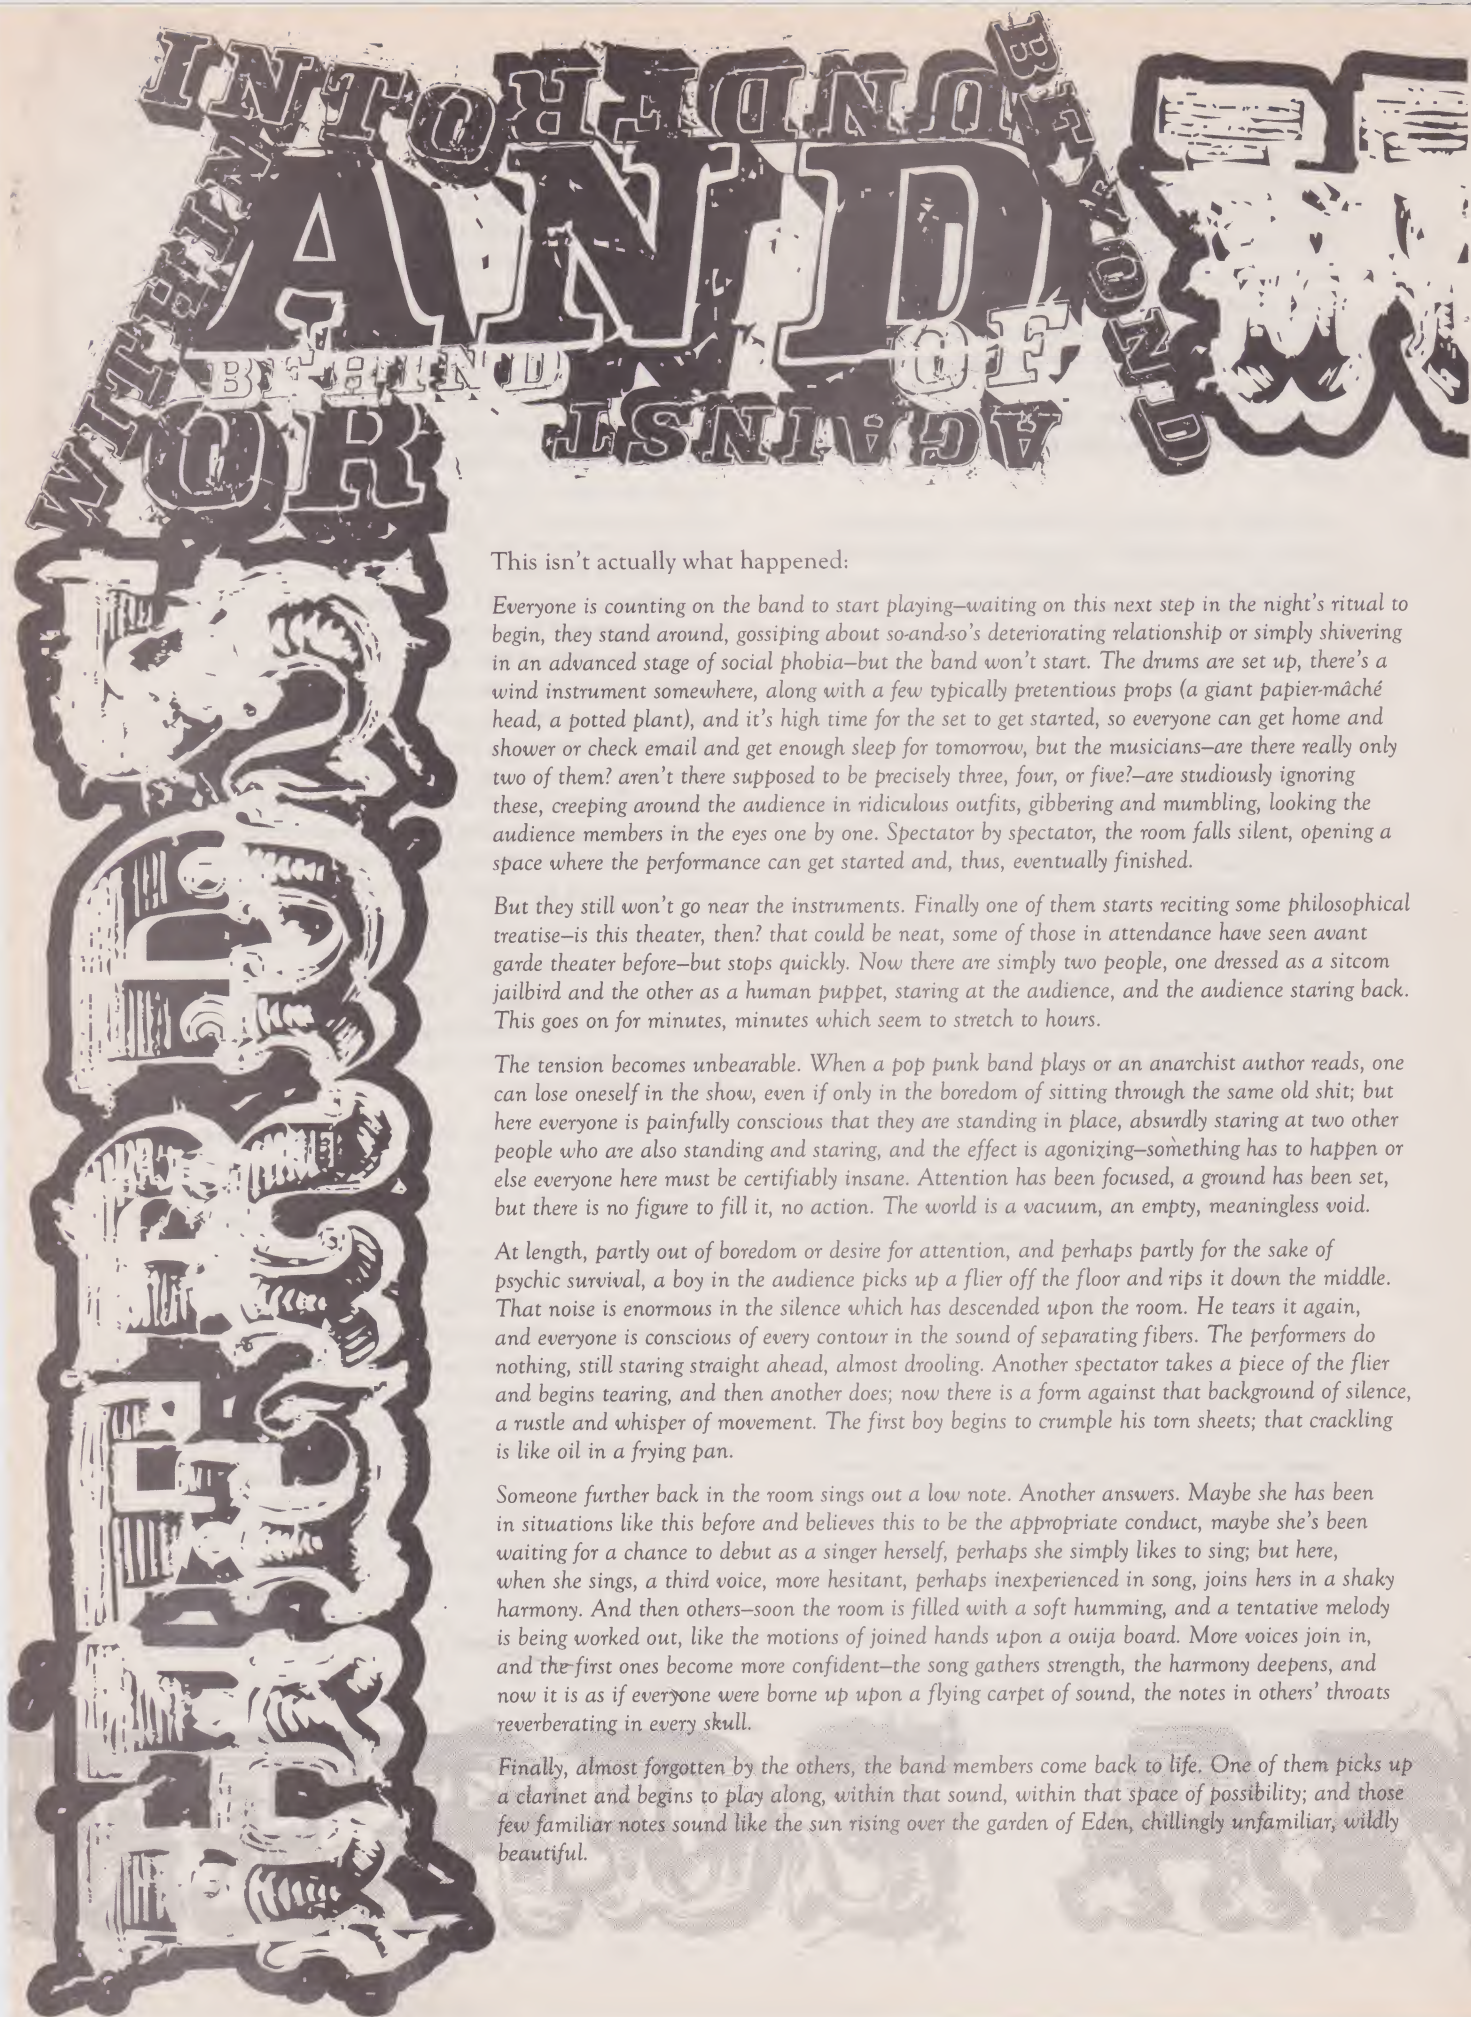 INTO
UNDER
BEYOND
WITHIN
AND
BEHIND
OF
OR
AGAINST
This isn't actually what happened:
Everyone is counting on the band to start playing—waiting on this next step in the night's ritual to
begin, they stand around, gossiping about so-and-so's deteriorating relationship or simply shivering
in an advanced stage of social phobia—but the band won't start. The drums are set up, there's a
wind instrument somewhere, along with a few typically pretentious props (a giant papier-mâché
head, a potted plant), and it's high time for the set to get started, so everyone can get home and
shower or check email and get enough sleep for tomorrow, but the musicians—are there really only
two of them? aren't there supposed to be precisely three, four, or five?—are studiously ignoring
these, creeping around the audience in ridiculous outfits, gibbering and mumbling, looking the
audience members in the eyes one by one. Spectator by spectator, the room falls silent, opening a
space where the performance can get started and, thus, eventually finished.
But they still won't go near the instruments. Finally one of them starts reciting some philosophical
treatise—is this theater, then? that could be neat, some of those in attendance have seen avant
garde theater before—but stops quickly. Now there are simply two people, one dressed as a sitcom
jailbird and the other as a human puppet, staring at the audience, and the audience staring back.
This goes on for minutes, minutes which seem to stretch to hours.
The tension becomes unbearable. When a pop punk band plays or an anarchist author reads, one
can lose oneself in the show, even if only in the boredom of sitting through the same old shit; but
here everyone is painfully conscious that they are standing in place, absurdly staring at two other
people who are also standing and staring, and the effect is agonizing—something has to happen or
else everyone here must be certifiably insane. Attention has been focused, a ground has been set,
but there is no figure to fill it, no action. The world is a vacuum, an empty, meaningless void.
At length, partly out of boredom or desire for attention, and perhaps partly for the sake of
psychic survival, a boy in the audience picks up a flier off the floor and rips it down the middle.
That noise is enormous in the silence which has descended upon the room. He tears it again,
and everyone is conscious of every contour in the sound of separating fibers. The performers do
nothing, still staring straight ahead, almost drooling. Another spectator takes a piece of the flier
and begins tearing, and then another does; now there is a form against that background of silence,
a rustle and whisper of movement. The first boy begins to crumple his torn sheets; that crackling
is like oil in a frying pan.
Someone further back in the room sings out a low note. Another answers. Maybe she has been
in situations like this before and believes this to be the appropriate conduct, maybe she's been
waiting for a chance to debut as a singer herself, perhaps she simply likes to sing; but here,
when she sings, a third voice, more hesitant, perhaps inexperienced in song, joins hers in a shaky
harmony. And then others—soon the room is filled with a soft humming, and a tentative melody
is being worked out, like the motions of joined hands upon a ouija board. More voices join in,
and the first ones become more confident—the song gathers strength, the harmony deepens, and
now it is as if everyone were borne up upon a flying carpet of sound, the notes in others' throats
reverberating in every skull.
Finally, almost forgotten by the others, the band members come back to life. One of them picks up
a clarinet and begins to play along, within that sound, within that space of possibility; and those
few familiar notes sound like the sun rising over the garden of Eden, chillingly unfamiliar, wildly
beautiful.